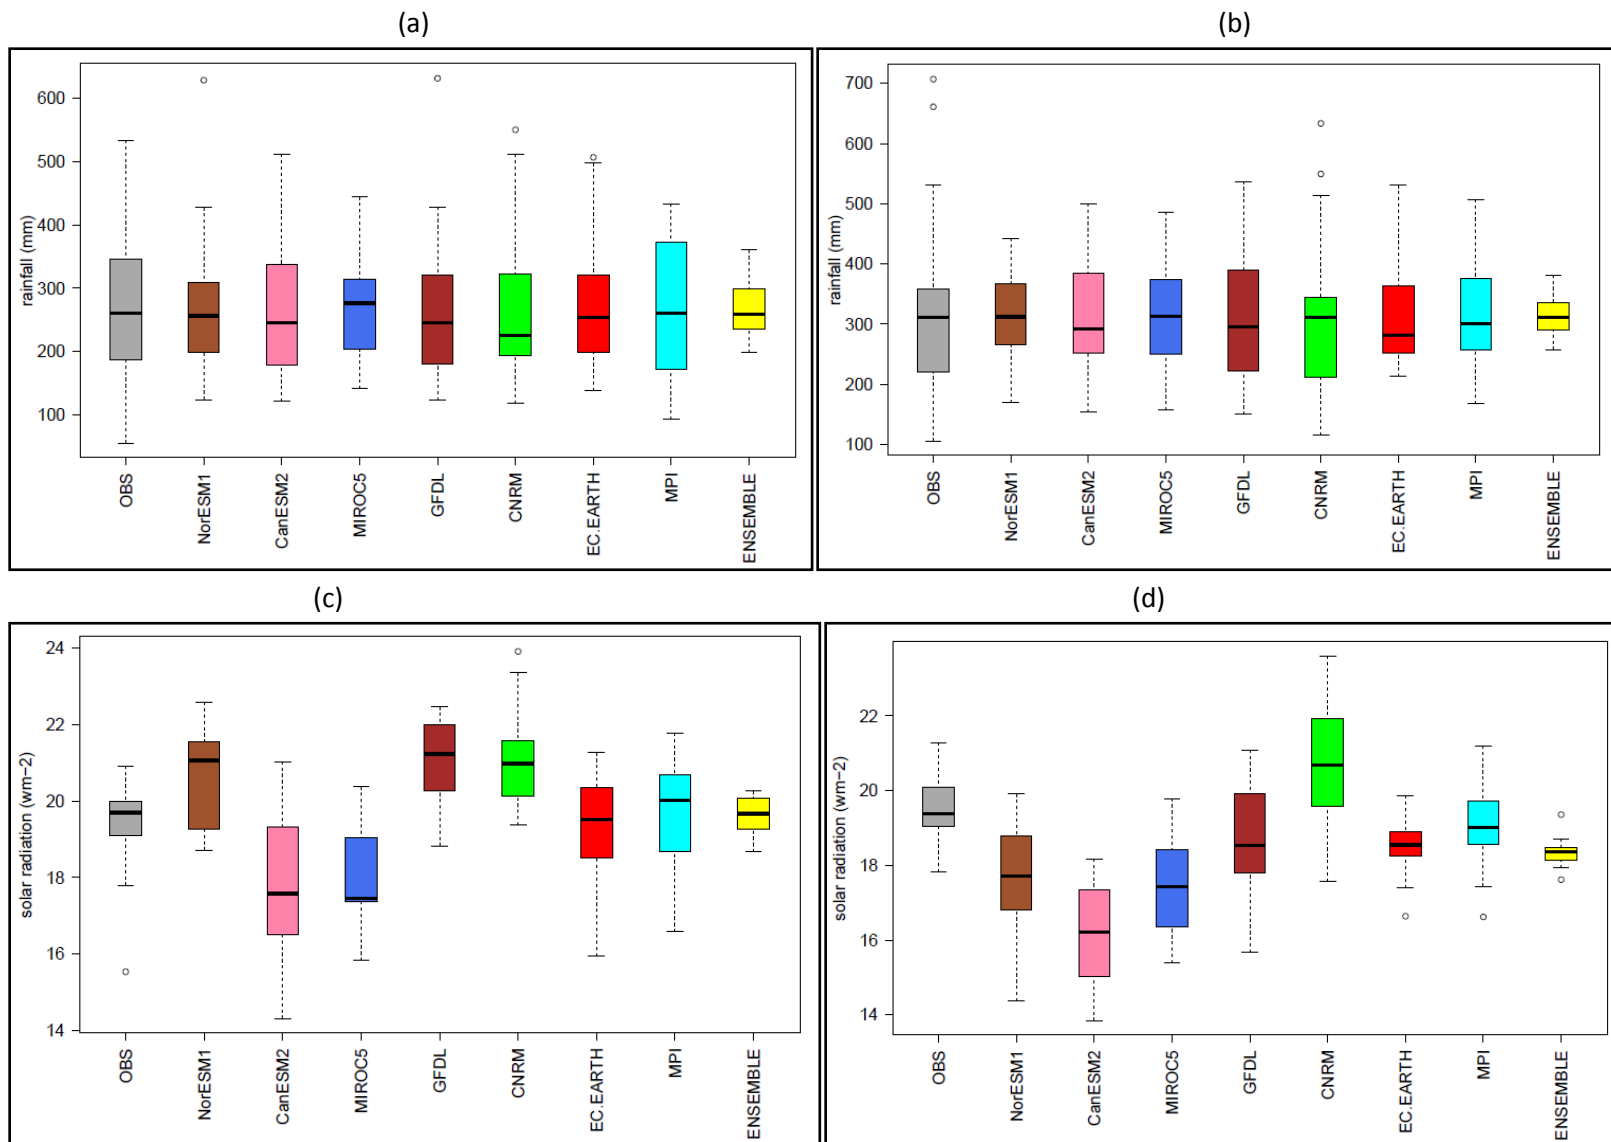 (a)
(b)
rainfall (mm)
600
500
400
300
200
100
OBS
NorESM1
CanESM2
MIROC5
GFDL
CNRM
EC.EARTH
MPI
ENSEMBLE
rainfall (mm)
700
600
500
400
300
200
100
OBS
NorESM1
CanESM2
MIROC5
GFDL
CNRM
EC.EARTH
MPI
ENSEMBLE
(c)
(d)
solar radiation (wm−2)
24
22
20
18
16
14
OBS
NorESM1
CanESM2
MIROC5
GFDL
CNRM
EC.EARTH
MPI
ENSEMBLE
solar radiation (wm−2)
22
20
18
16
14
OBS
NorESM1
CanESM2
MIROC5
GFDL
CNRM
EC.EARTH
MPI
ENSEMBLE